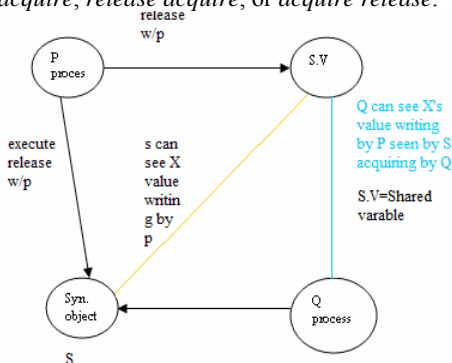 acquire, release acquire, or acquire release.
release
w/p
P
proces
S.V
Q can see X's
value writing
by P seen by S
acquiring by Q
S.V=Shared
varable
execute
release
w/p
s can
see X
value
writin
g by
p
Syn.
object
Q
process
S